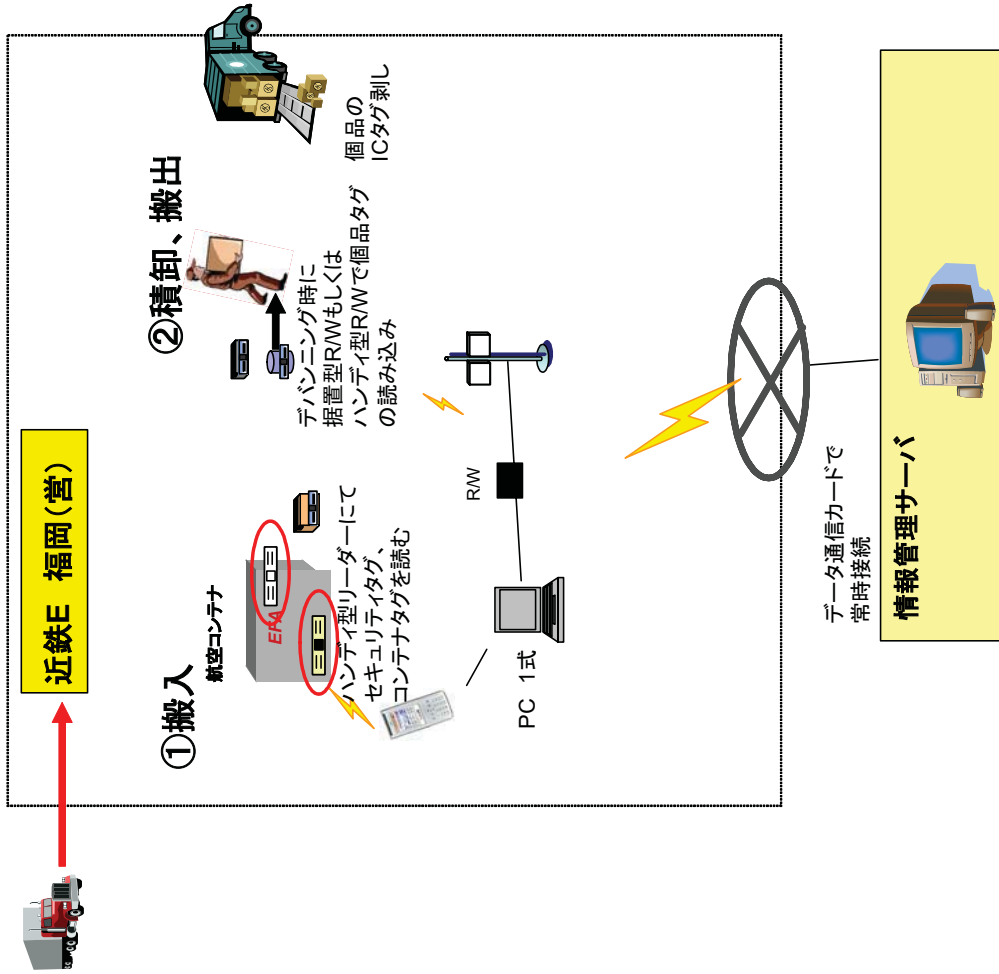 近鉄E 福岡(営)
①搬入
航空コンテナ
EPA
ハンディ型リーダーにて
セキュリティタグ、
コンテナタグを読む
PC 1式
R/W
②積卸、搬出
デバンニング時に
据置型R/Wもしくは
ハンディ型R/Wで個品タグ
の読み込み
個品の
ICタグ剥し
データ通信カードで
常時接続
情報管理サーバ